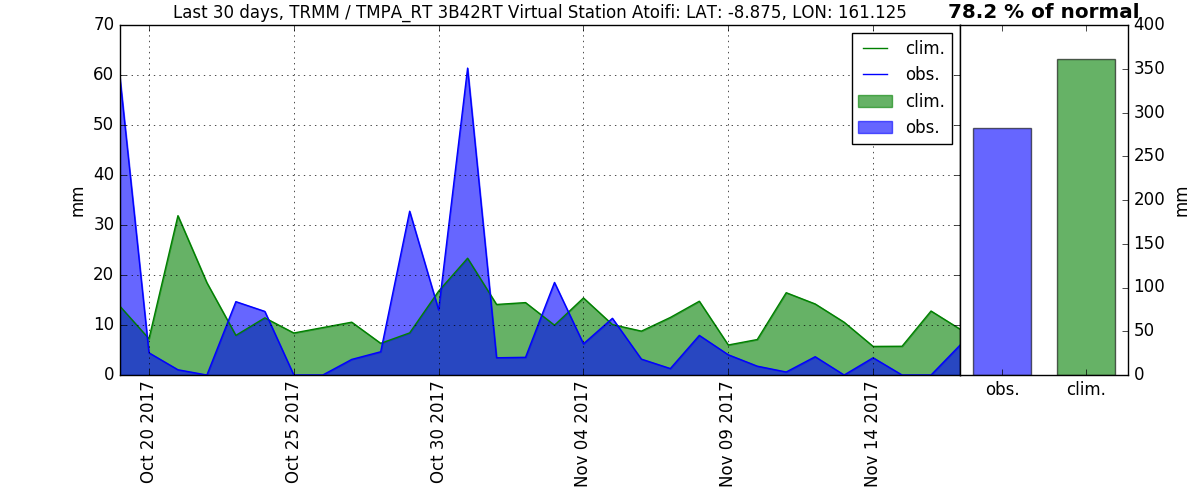 Last 30 days, TRMM / TMPA_RT 3B42RT Virtual Station Atoifi: LAT: -8.875, LON: 161.125
78.2 % of normal
70
60
50
40
30
20
10
0
mm
clim.
obs.
clim.
obs.
Oct 20 2017
Oct 25 2017
Oct 30 2017
Nov 04 2017
Nov 09 2017
Nov 14 2017
400
350
300
250
200
150
100
50
0
mm
obs.
clim.